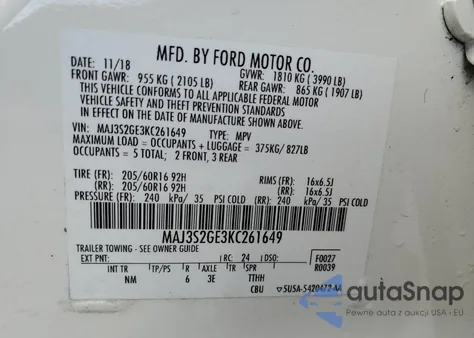 MFD. BY FORD MOTOR CO.
DATE: 11/18 GVWR: 1810 KG ( 3990 LB)
FRONT GAWR: 955 KG ( 2105 LB) REAR GAWR: 865 KG ( 1907 LB)
THIS VEHICLE CONFORMS TO ALL APPLICABLE FEDERAL MOTOR
VEHICLE SAFETY AND THEFT PREVENTION STANDARDS
IN EFFECT ON THE DATE OF MANUFACTURE SHOWN ABOVE.
VIN: MAJ3S2GE3KC261649 TYPE: MPV
MAXIMUM LOAD = OCCUPANTS + LUGGAGE = 375KG/ 827LB
OCCUPANTS = 5 TOTAL; 2 FRONT, 3 REAR
TIRE (FR): 205/60R16 92H RIMS (FR): 16x6.5J
(RR): 205/60R16 92H (RR): 16x6.5J
PRESSURE (FR): 240 kPa/ 35 PSI COLD (RR): 240 kPa/ 35 PSI COLD
MAJ3S2GE3KC261649
TRAILER TOWING - SEE OWNER GUIDE
EXT PNT: RC: 24 DSO: F0027
R0039
INT TR TP/PS R AXLE TR SPR
NM 6 3E TTHH
CBU
autoSnap
Pewne auta z aukcji USA i EU